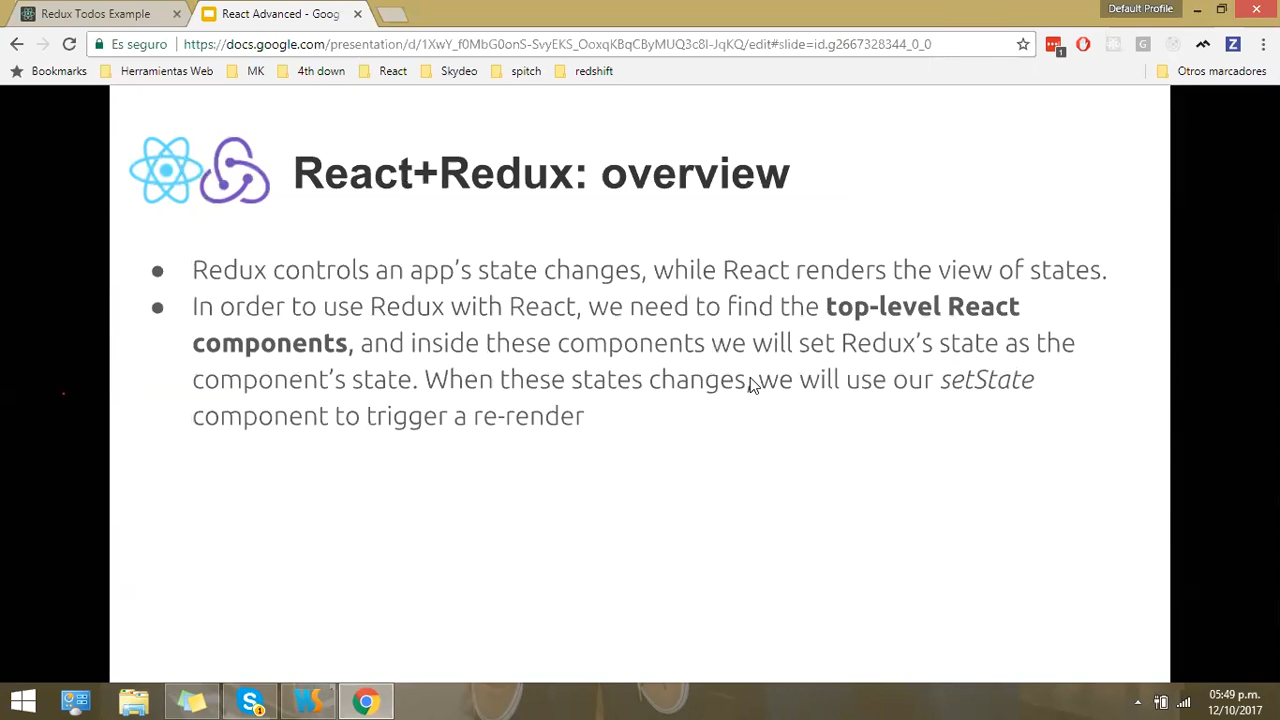 Redux Todos Example
React Advanced - Goog
Default Profile
Es seguro
https://docs.google.com/presentation/d/1XwY_f0MbG0orS-SvyEKS_OoxqK8qCByMUQ3c8I-JqKQ/edit#slide=id.g2667328344_0_0
1
Bookmarks
Herramientas Web
MK
4th down
React
Skydeo
spitch
redshift
Otros marcadores
React+Redux: overview
● Redux controls an app's state changes, while React renders the view of states.
● In order to use Redux with React, we need to find the top-level React
components, and inside these components we will set Redux's state as the
component's state. When these states changes, we will use our setState
component to trigger a re-render
05:49 p.m.
12/10/2017